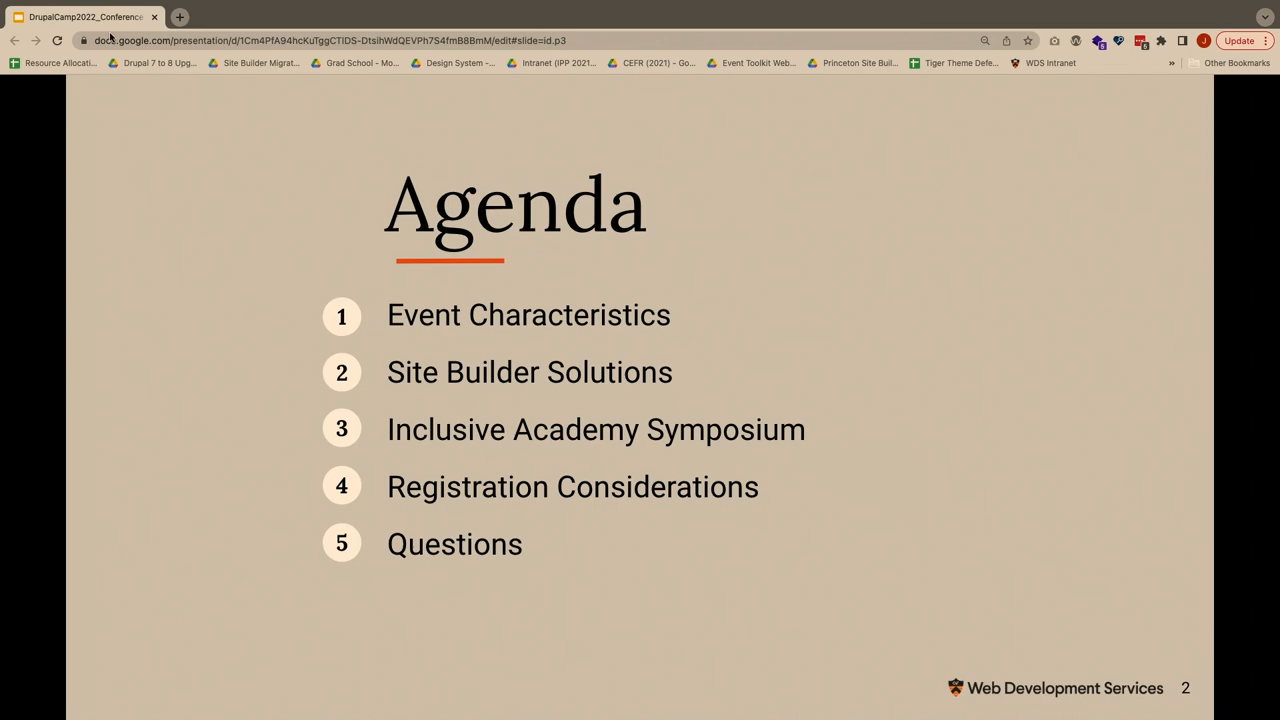 DrupalCamp2022_Conference
docs.google.com/presentation/d/1Cm4PfA94hcKuTggCTlDS-DtsihWdQEVPh7S4fmB8BmM/edit#slide=id.p3
6
6
J
Update
Resource Allocati...
Drupal 7 to 8 Upg...
Site Builder Migrat...
Grad School - Mo...
Design System -...
Intranet (IPP 2021...
CEFR (2021) - Go...
Event Toolkit Web...
Princeton Site Buil...
Tiger Theme Defe...
WDS Intranet
»
Other Bookmarks
Agenda
1 Event Characteristics
2 Site Builder Solutions
3 Inclusive Academy Symposium
4 Registration Considerations
5 Questions
Web Development Services 2